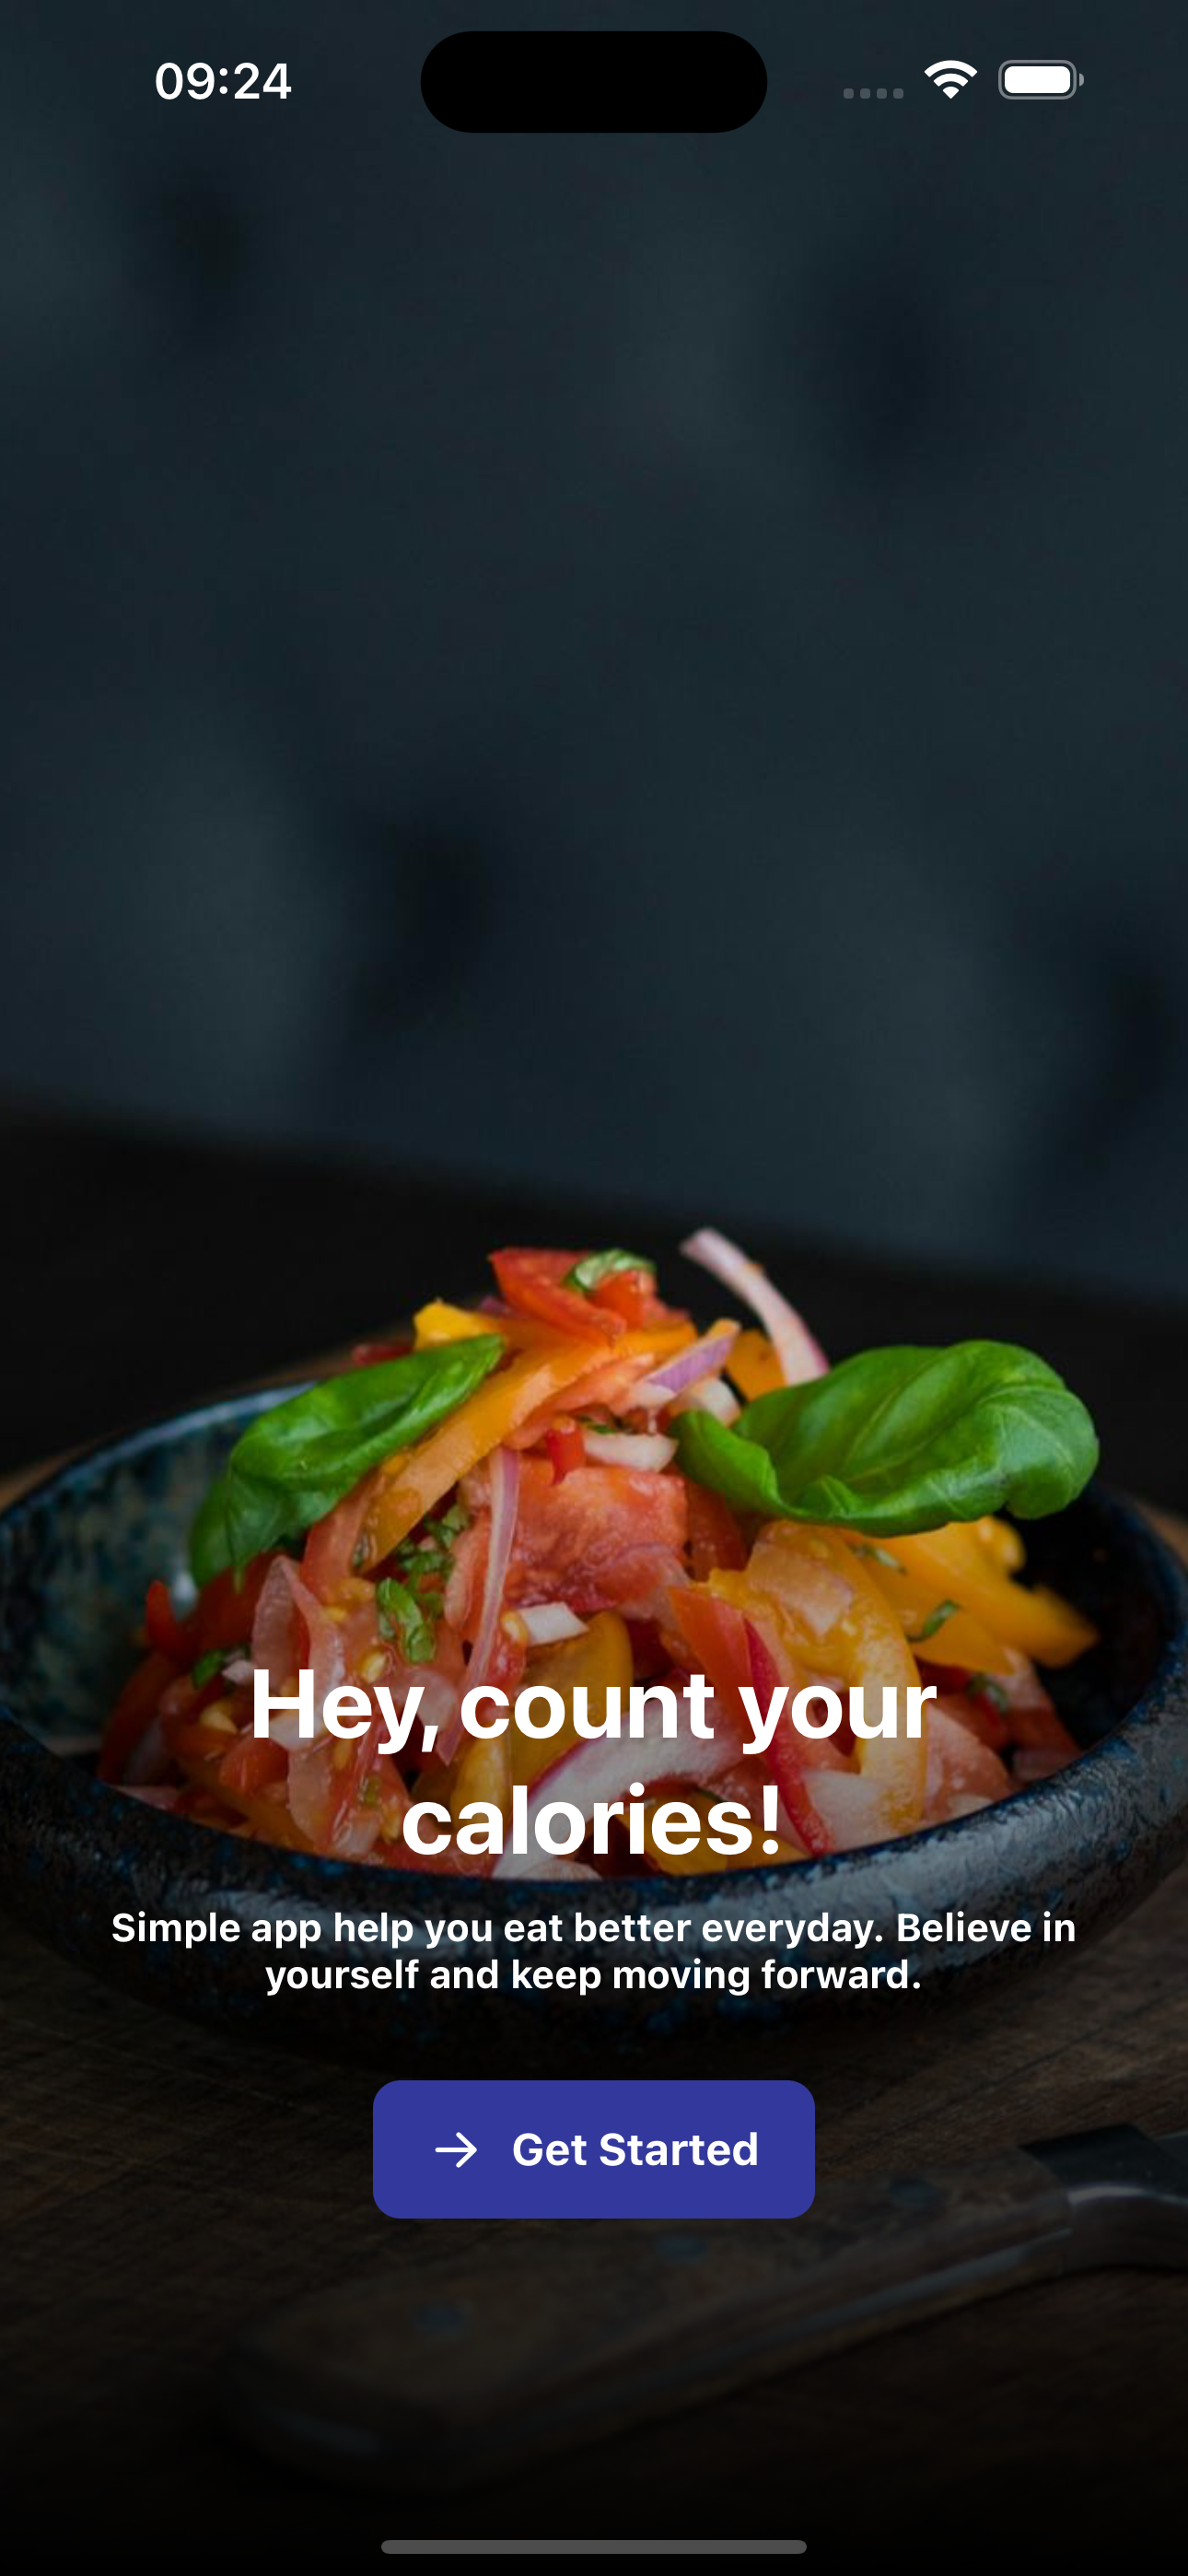 09:24
Hey, count your
calories!
Simple app help you eat better everyday. Believe in
yourself and keep moving forward.
Get Started